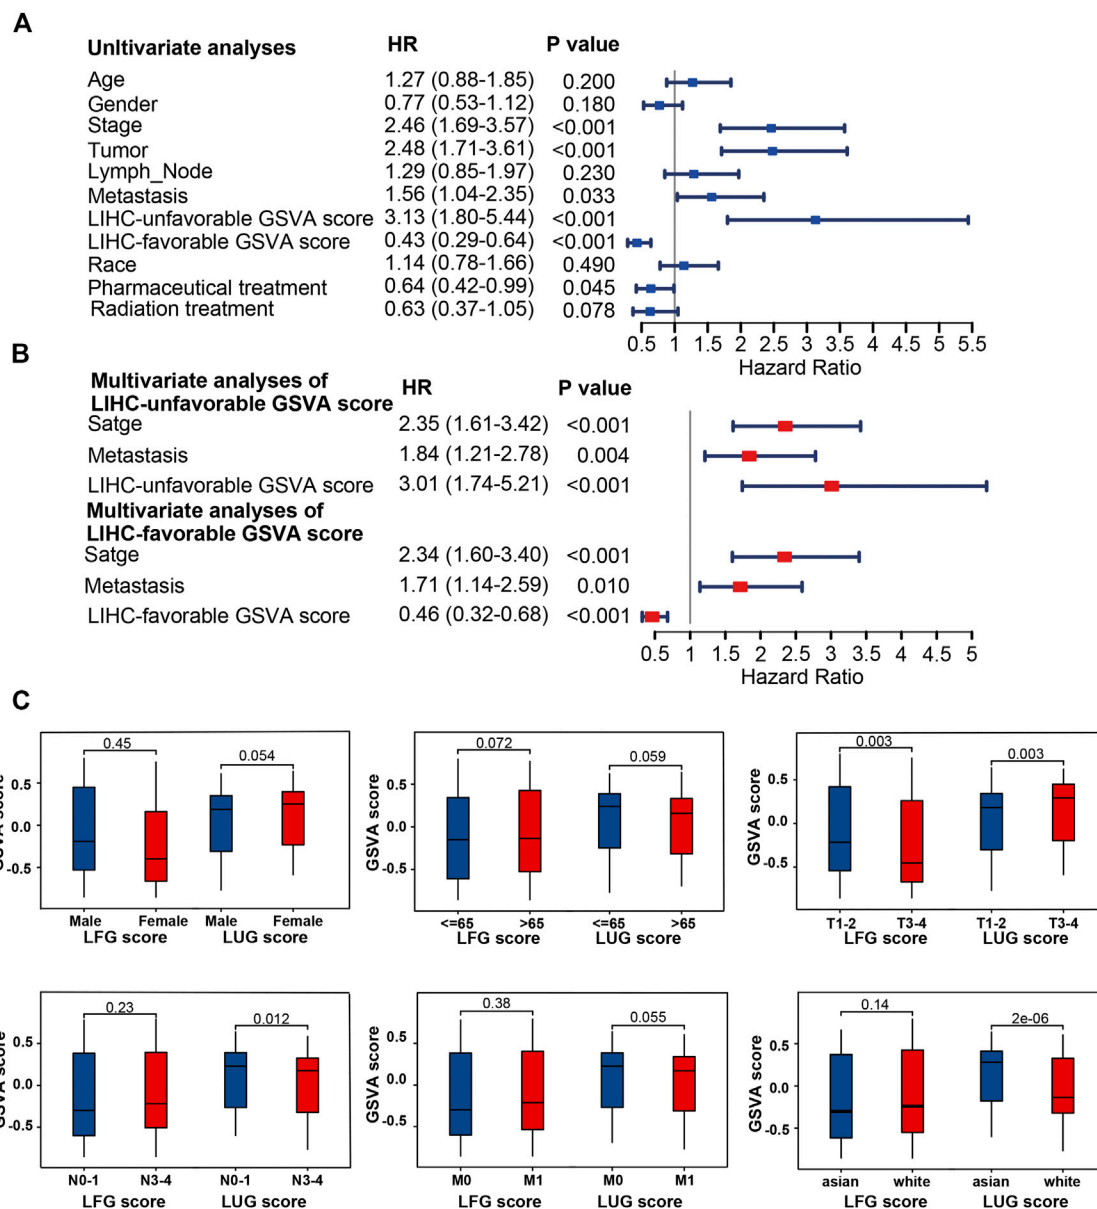 A
Unltivariate analyses HR P value
Age 1.27 (0.88-1.85) 0.200
Gender 0.77 (0.53-1.12) 0.180
Stage 2.46 (1.69-3.57) <0.001
Tumor 2.48 (1.71-3.61) <0.001
Lymph_Node 1.29 (0.85-1.97) 0.230
Metastasis 1.56 (1.04-2.35) 0.033
LIHC-unfavorable GSVA score 3.13 (1.80-5.44) <0.001
LIHC-favorable GSVA score 0.43 (0.29-0.64) <0.001
Race 1.14 (0.78-1.66) 0.490
Pharmaceutical treatment 0.64 (0.42-0.99) 0.045
Radiation treatment 0.63 (0.37-1.05) 0.078
0.5 1 1.5 2 2.5 3 3.5 4 4.5 5 5.5
Hazard Ratio
B
Multivariate analyses of
LIHC-unfavorable GSVA score HR P value
Satge 2.35 (1.61-3.42) <0.001
Metastasis 1.84 (1.21-2.78) 0.004
LIHC-unfavorable GSVA score 3.01 (1.74-5.21) <0.001
Multivariate analyses of
LIHC-favorable GSVA score
Satge 2.34 (1.60-3.40) <0.001
Metastasis 1.71 (1.14-2.59) 0.010
LIHC-favorable GSVA score 0.46 (0.32-0.68) <0.001
0.5 1 1.5 2 2.5 3 3.5 4 4.5 5
Hazard Ratio
C
GSVA score
0.5
0.0
-0.5
0.45
0.054
Male Female Male Female
LFG score LUG score
GSVA score
0.5
0.0
-0.5
0.072
0.059
<=65 >65 <=65 >65
LFG score LUG score
GSVA score
0.5
0.0
-0.5
0.003
0.003
T1-2 T3-4 T1-2 T3-4
LFG score LUG score
GSVA score
0.5
0.0
-0.5
0.23
0.012
N0-1 N3-4 N0-1 N3-4
LFG score LUG score
GSVA score
0.5
0.0
-0.5
0.38
0.055
M0 M1 M0 M1
LFG score LUG score
GSVA score
0.5
0.0
-0.5
0.14
2e-06
asian white asian white
LFG score LUG score